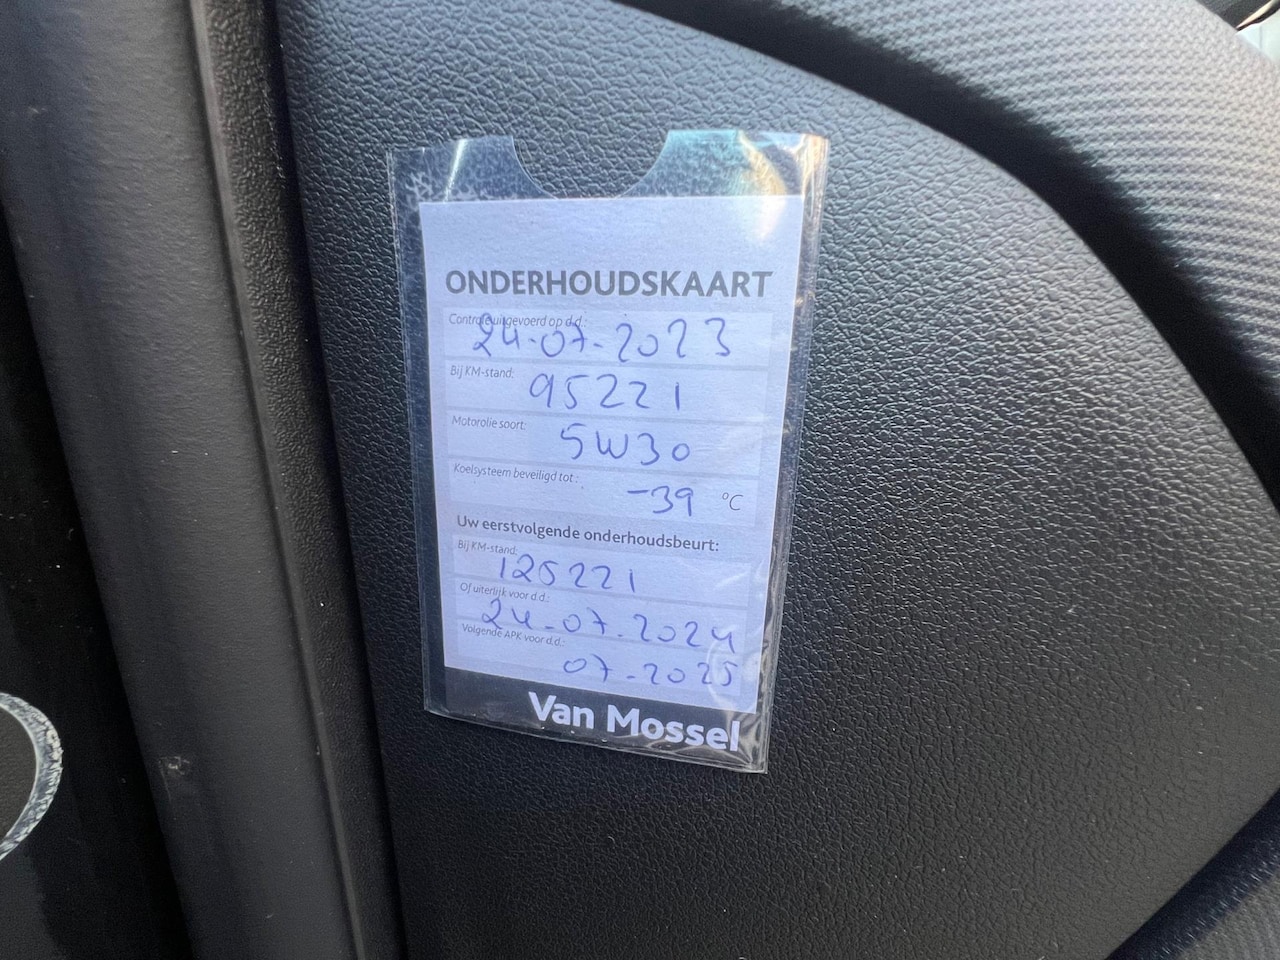 ONDERHOUDSKAART
Controle uitgevoerd op d.d.:
24-07-2023
Bij KM-stand:
95221
Motorolie soort:
5W30
Koelsysteem beveiligd tot:
-39 °C
Uw eerstvolgende onderhoudsbeurt:
Bij KM-stand:
125221
Of uiterlijk voor d.d.:
24-07-2024
Volgende APK voor d.d.:
07-2025
Van Mossel